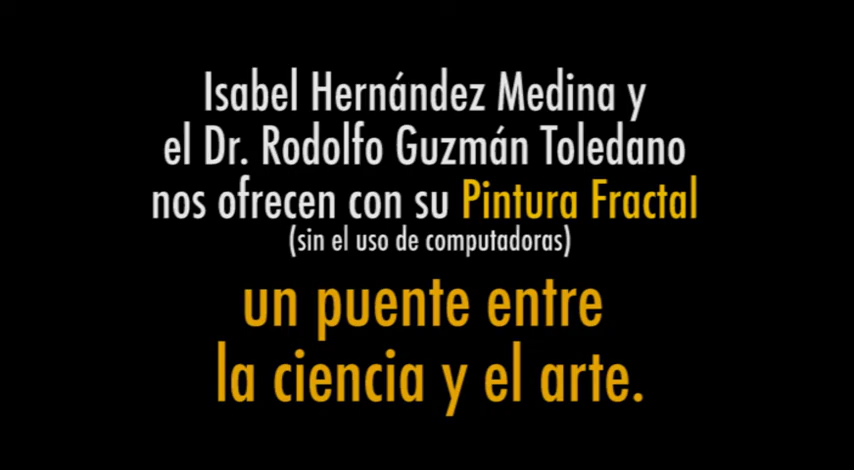 Isabel Hernández Medina y
el Dr. Rodolfo Guzmán Toledano
nos ofrecen con su Pintura Fractal
(sin el uso de computadoras)
un puente entre
la ciencia y el arte.